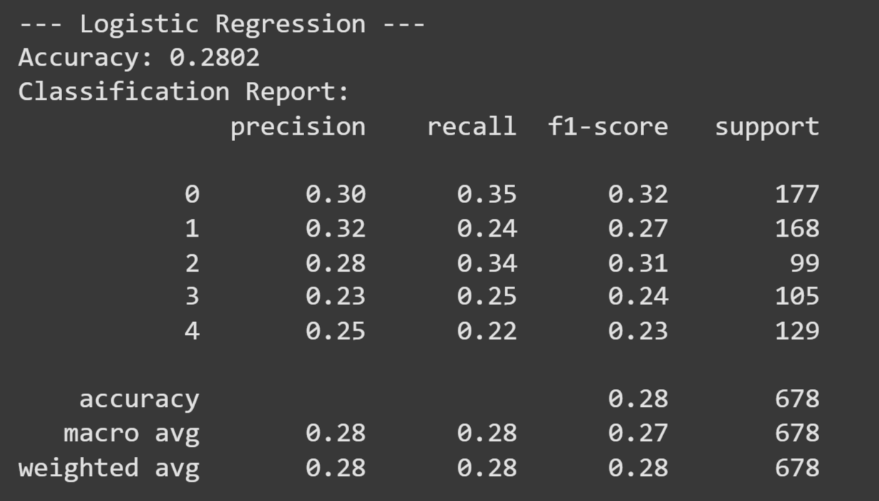 --- Logistic Regression ---
Accuracy: 0.2802
Classification Report:
precision recall f1-score support
0 0.30 0.35 0.32 177
1 0.32 0.24 0.27 168
2 0.28 0.34 0.31 99
3 0.23 0.25 0.24 105
4 0.25 0.22 0.23 129
accuracy 0.28 678
macro avg 0.28 0.28 0.27 678
weighted avg 0.28 0.28 0.28 678